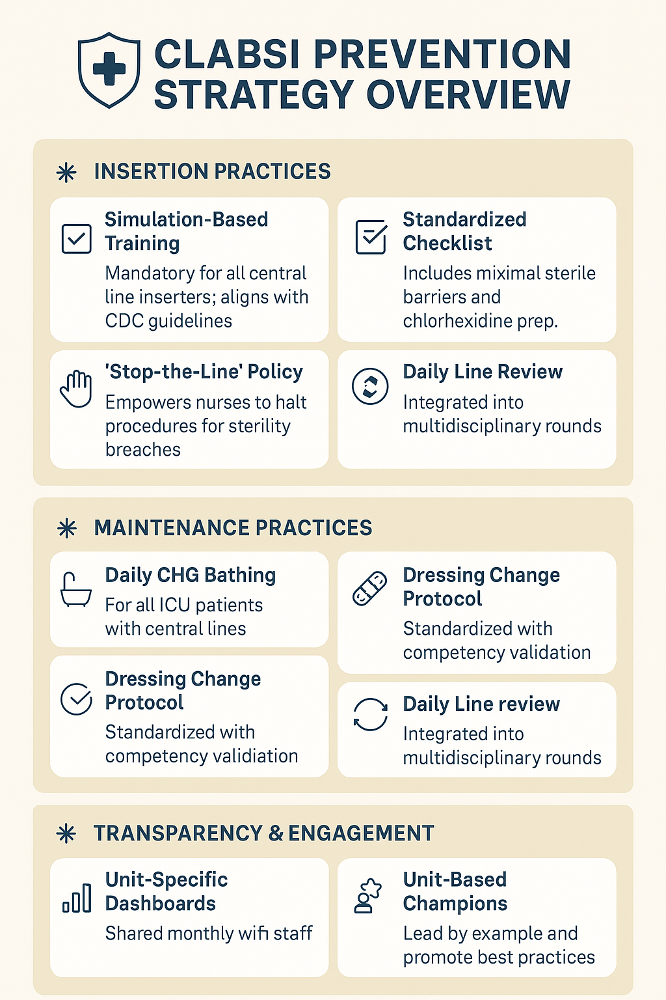 CLABSI PREVENTION
STRATEGY OVERVIEW
INSERTION PRACTICES
Simulation-Based
Training
Mandatory for all central
line inserters; aligns with
CDC guidelines
Standardized
Checklist
Includes miximal sterile
barriers and
chlorhexidine prep.
'Stop-the-Line' Policy
Empowers nurses to halt
procedures for sterility
breaches
Daily Line Review
Integrated into
multidisciplinary rounds
MAINTENANCE PRACTICES
Daily CHG Bathing
For all ICU patients
with central lines
Dressing Change
Protocol
Standardized with
competency validation
Dressing Change
Protocol
Standardized with
competency validiation
Daily Line review
Integrated into
multidisciplinary rounds
TRANSPARENCY & ENGAGEMENT
Unit-Specific
Dashboards
Shared monthly wifi staff
Unit-Based
Champions
Lead by example and
promote best practices